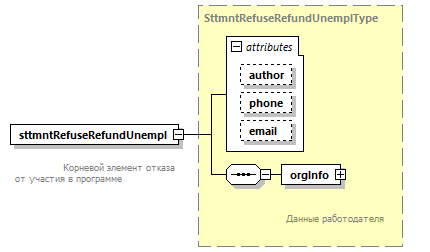 SttmntRefuseRefundUnemplType
attributes
author
phone
email
sttmntRefuseRefundUnempl
Корневой элемент отказа
от участия в программе
orgInfo
Данные работодателя